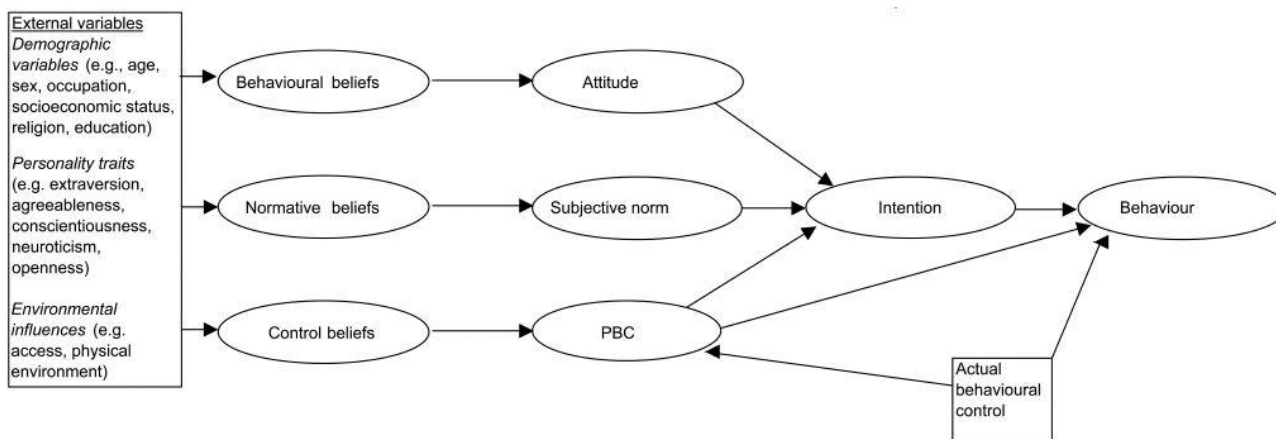 External variables
Demographic
variables (e.g., age,
sex, occupation,
socioeconomic status,
religion, education)
Personality traits
(e.g. extraversion,
agreeableness,
conscientiousness,
neuroticism,
openness)
Environmental
influences (e.g.
access, physical
environment)
Behavioural beliefs
Attitude
Normative beliefs
Subjective norm
Intention
Behaviour
Control beliefs
PBC
Actual
behavioural
control